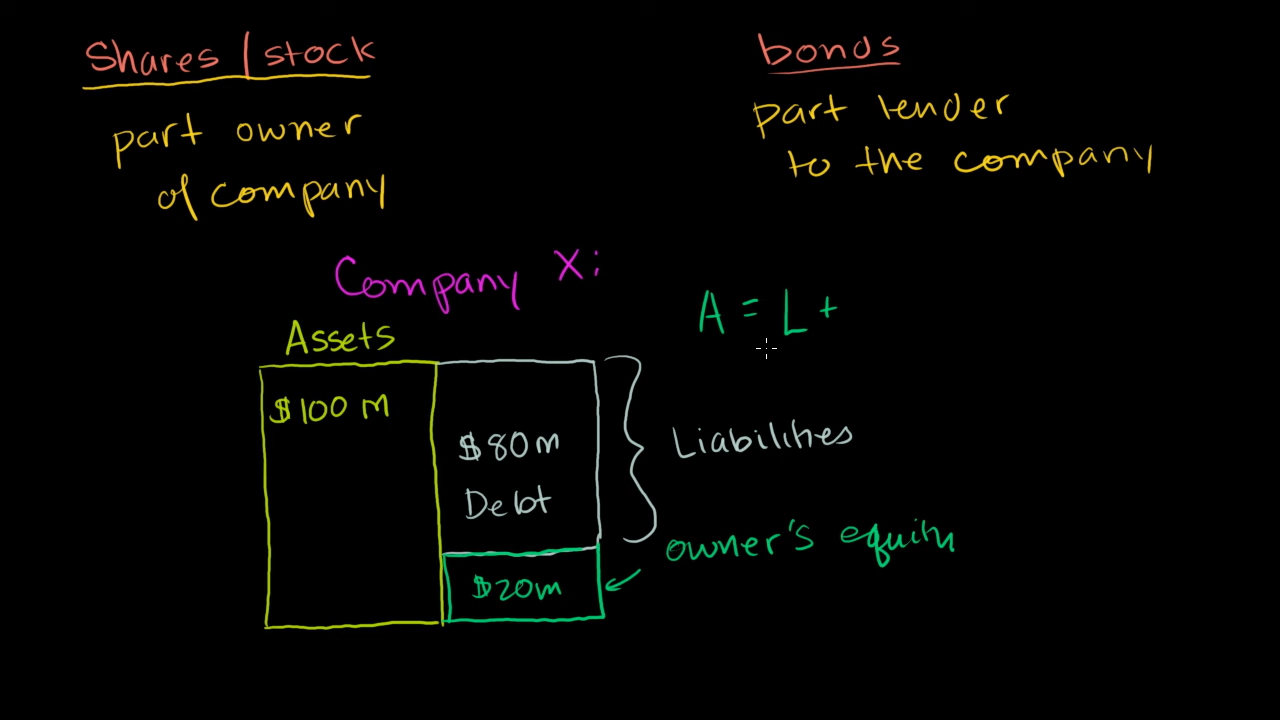 Shares / stock
part owner
of company
bonds
part lender
to the company
Company X:
A = L +
Assets
$100 M
$80m
Debt
Liabilities
owner's equity
$20m